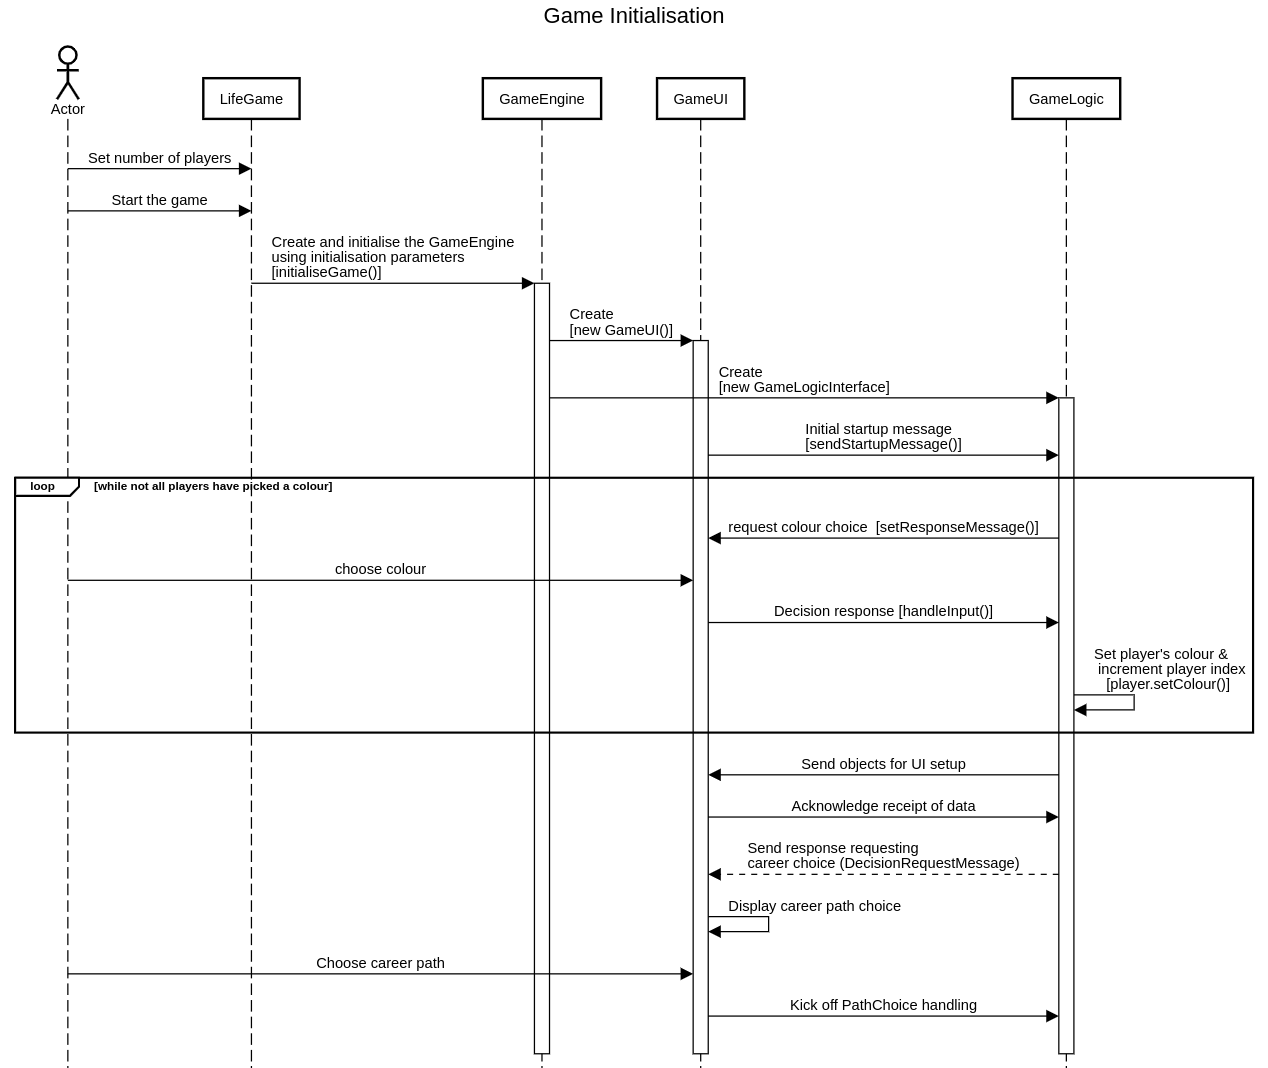 Game Initialisation
Actor
LifeGame
GameEngine
GameUI
GameLogic
Set number of players
Start the game
Create and initialise the GameEngine
using initialisation parameters
[initialiseGame()]
Create
[new GameUI()]
Create
[new GameLogicInterface]
Initial startup message
[sendStartupMessage()]
loop
[while not all players have picked a colour]
request colour choice  [setResponseMessage()]
choose colour
Decision response [handleInput()]
Set player's colour &
increment player index
[player.setColour()]
Send objects for UI setup
Acknowledge receipt of data
Send response requesting
career choice (DecisionRequestMessage)
Display career path choice
Choose career path
Kick off PathChoice handling